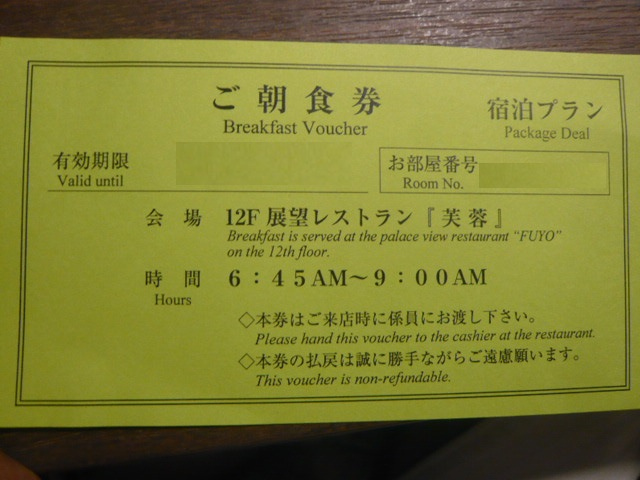 ご朝食券
Breakfast Voucher
宿泊プラン
Package Deal
有効期限
Valid until
お部屋番号
Room No.
会 場 12F 展望レストラン『芙蓉』
Breakfast is served at the palace view restaurant “FUYO”
on the 12th floor.
時 間 6：45AM～9：00AM
Hours
◇本券はご来店時に係員にお渡し下さい。
Please hand this voucher to the cashier at the restaurant.
◇本券の払戻は誠に勝手ながらご遠慮願います。
This voucher is non-refundable.